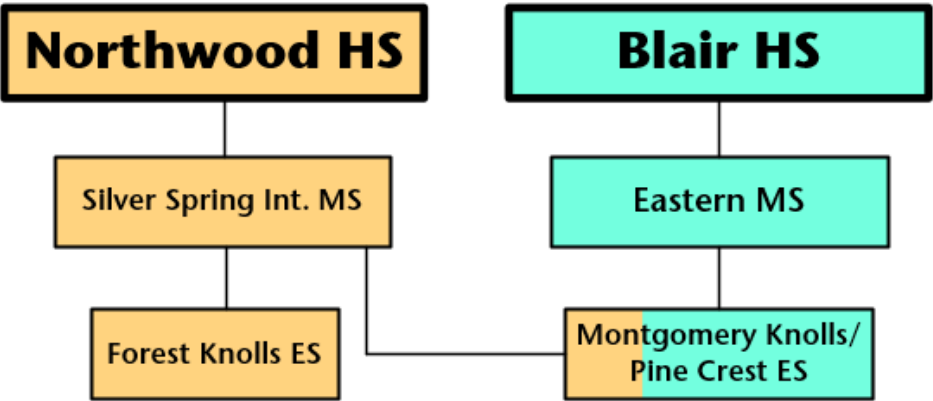 Northwood HS
Blair HS
Silver Spring Int. MS
Eastern MS
Forest Knolls ES
Montgomery Knolls/
Pine Crest ES